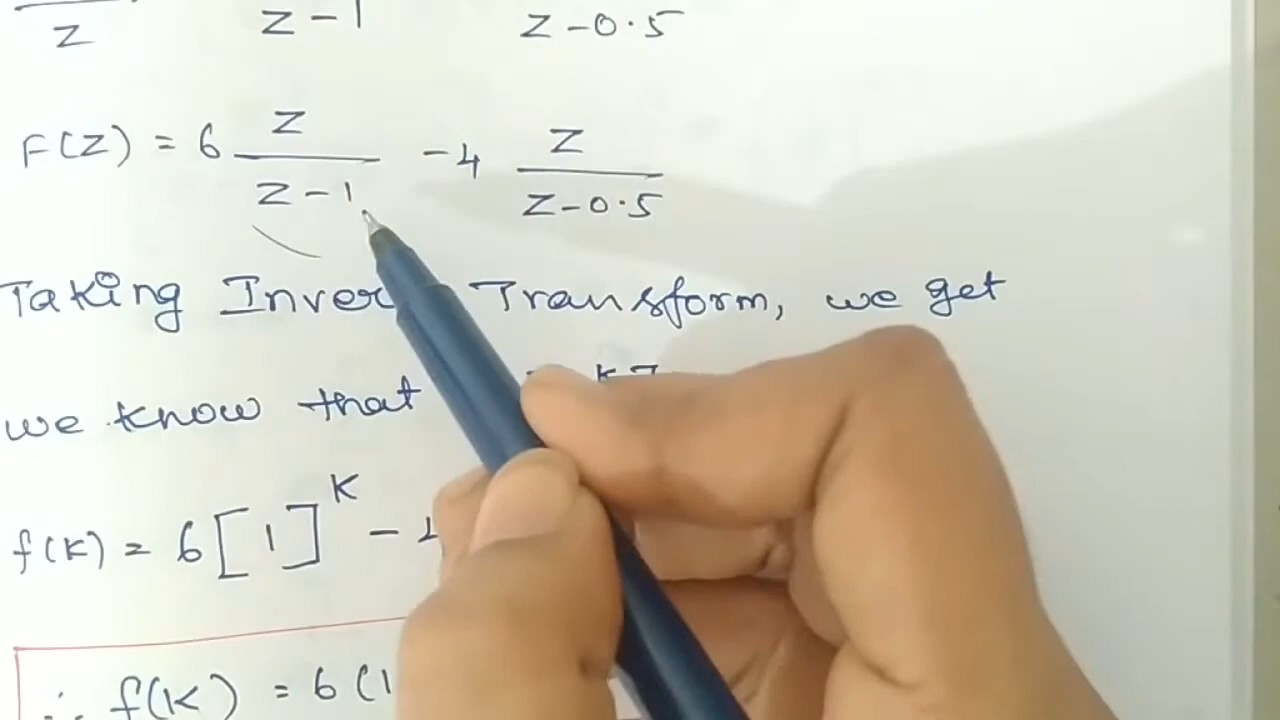 z z-1 z-0.5
F(z) = 6 z/(z-1) -4 z/(z-0.5)
Taking Transform, we get
we know that
f(k) = 6[1]^k -
∴ f(k) = 6(1